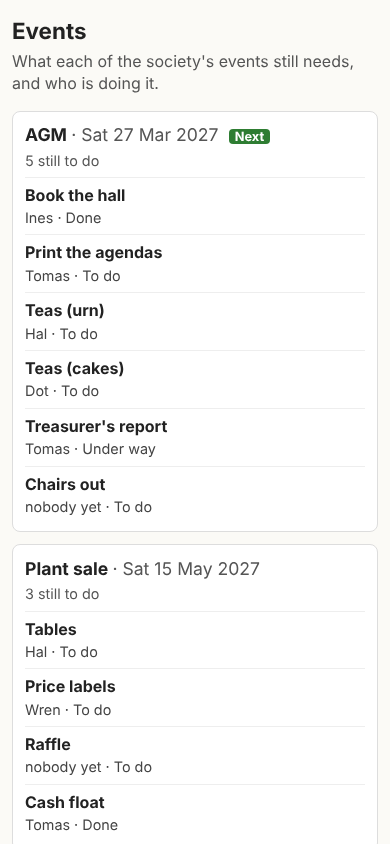 Events
What each of the society's events still needs,
and who is doing it.
AGM · Sat 27 Mar 2027 Next
5 still to do
Book the hall
Ines · Done
Print the agendas
Tomas · To do
Teas (urn)
Hal · To do
Teas (cakes)
Dot · To do
Treasurer's report
Tomas · Under way
Chairs out
nobody yet · To do
Plant sale · Sat 15 May 2027
3 still to do
Tables
Hal · To do
Price labels
Wren · To do
Raffle
nobody yet · To do
Cash float
Tomas · Done